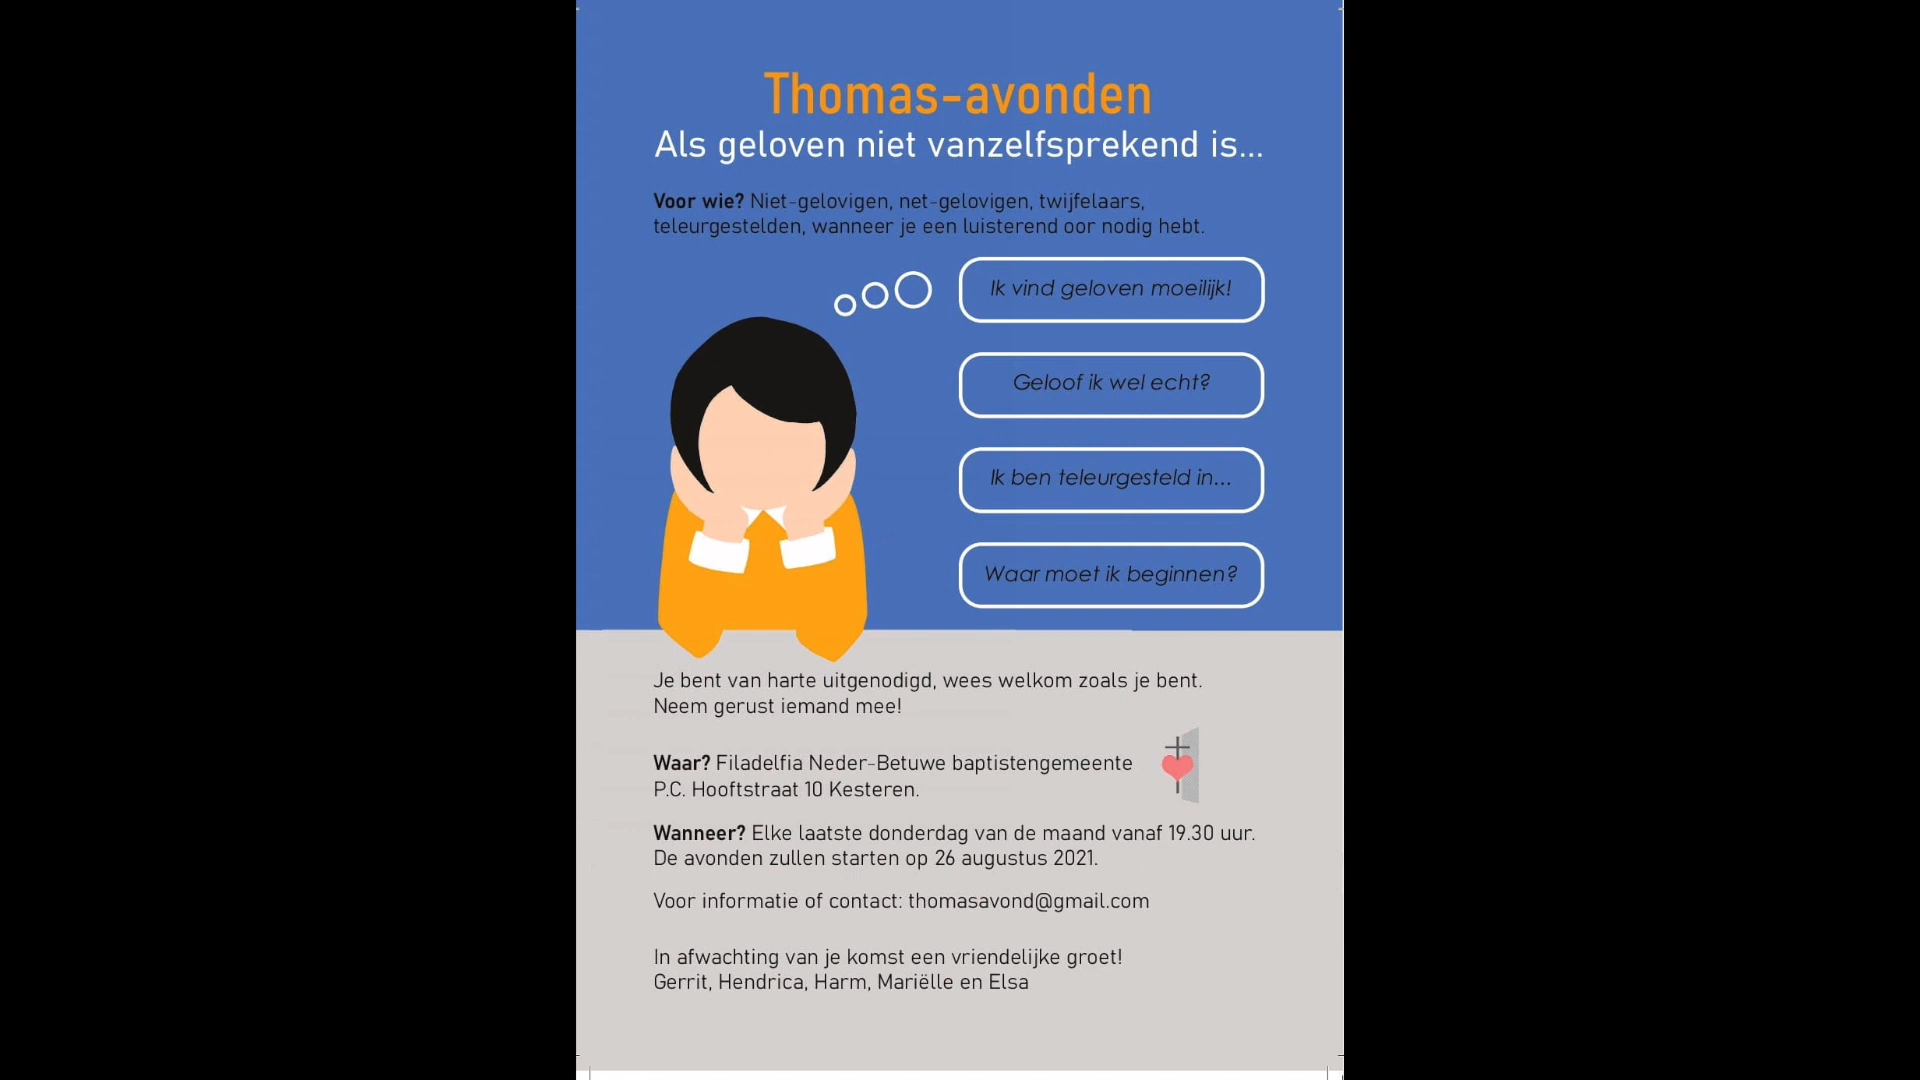 Thomas-avonden
Als geloven niet vanzelfsprekend is...
Voor wie? Niet-gelovigen, net-gelovigen, twijfelaars,
teleurgestelden, wanneer je een luisterend oor nodig hebt.
Ik vind geloven moeilijk!
Geloof ik wel echt?
Ik ben teleurgesteld in...
Waar moet ik beginnen?
Je bent van harte uitgenodigd, wees welkom zoals je bent.
Neem gerust iemand mee!
Waar? Filadelfia Neder-Betuwe baptistengemeente
P.C. Hooftstraat 10 Kesteren.
Wanneer? Elke laatste donderdag van de maand vanaf 19.30 uur.
De avonden zullen starten op 26 augustus 2021.
Voor informatie of contact: thomasavond@gmail.com
In afwachting van je komst een vriendelijke groet!
Gerrit, Hendrica, Harm, Mariëlle en Elsa